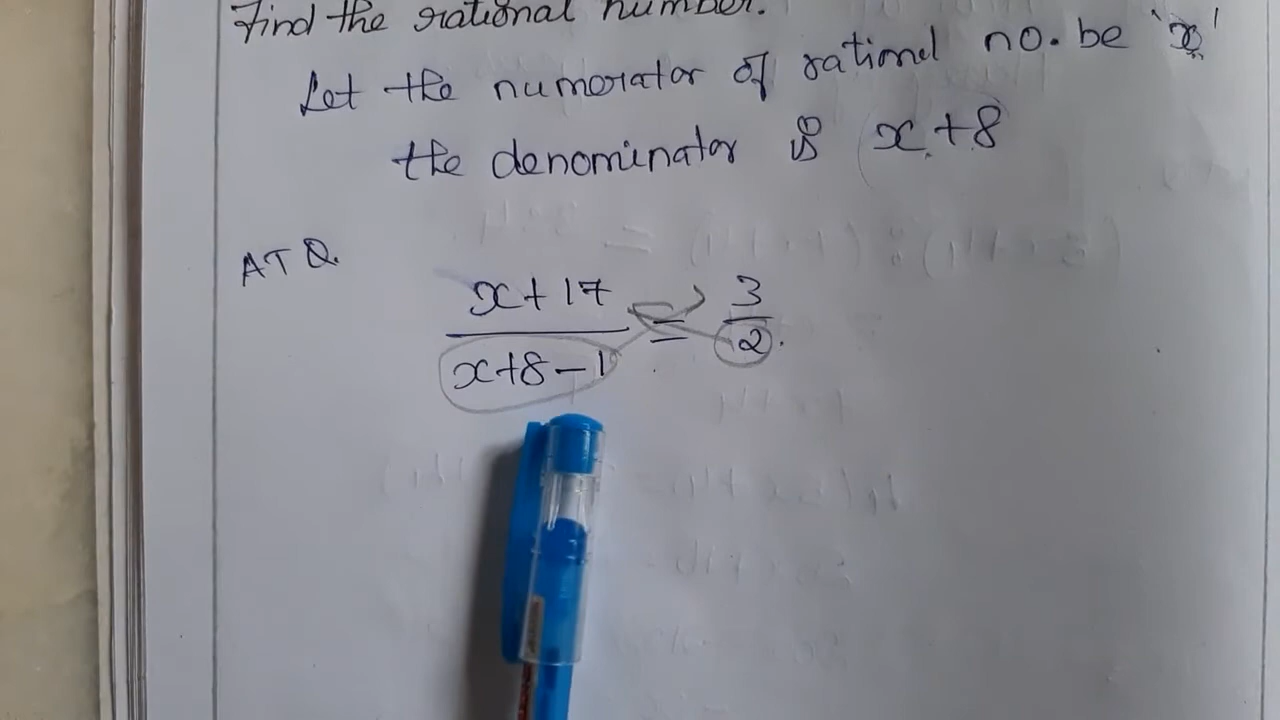 Find the rational number.
Let the numerator of rational no. be 'x'
the denominator is x+8
ATQ.
x+17 / x+8-1 = 3 / 2.